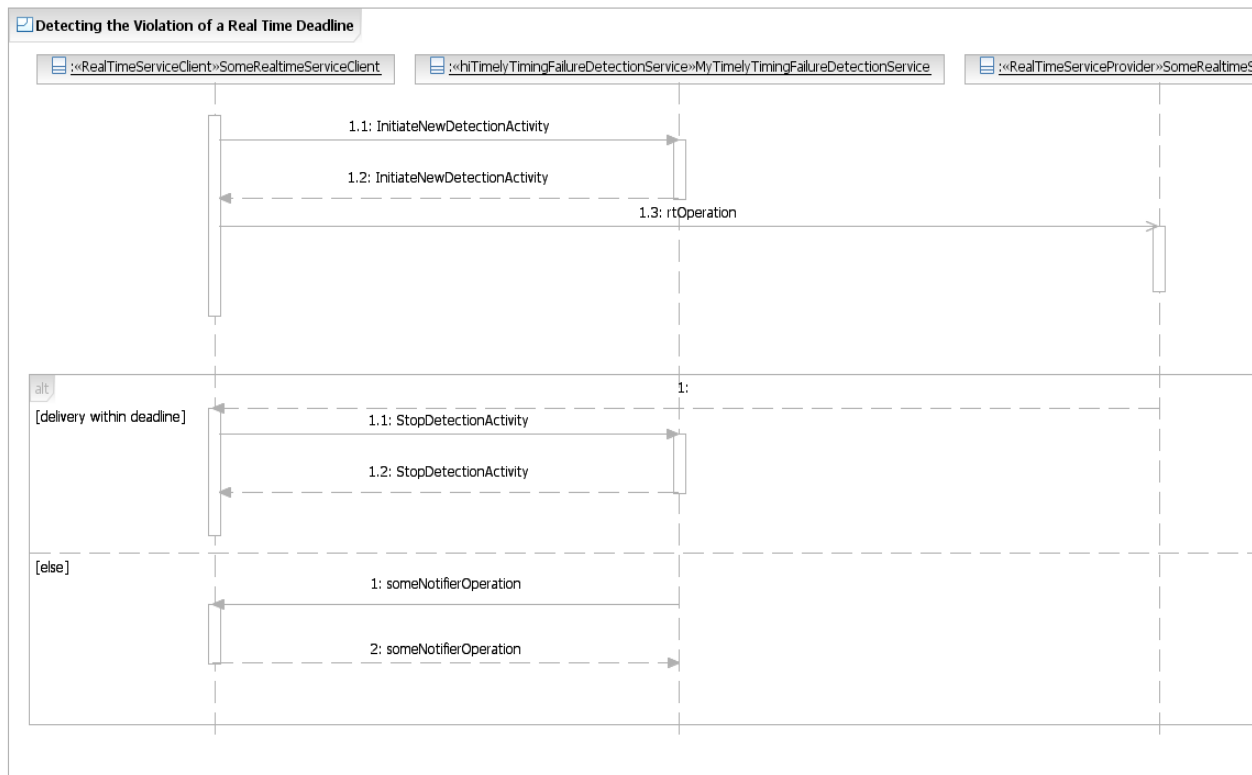 Detecting the Violation of a Real Time Deadline
:«RealTimeServiceClient»SomeRealtimeServiceClient
:«hiTimelyTimingFailureDetectionService»MyTimelyTimingFailureDetectionService
:«RealTimeServiceProvider»SomeRealtimeS
1.1: InitiateNewDetectionActivity
1.2: InitiateNewDetectionActivity
1.3: rtOperation
alt
1:
[delivery within deadline]
1.1: StopDetectionActivity
1.2: StopDetectionActivity
[else]
1: someNotifierOperation
2: someNotifierOperation